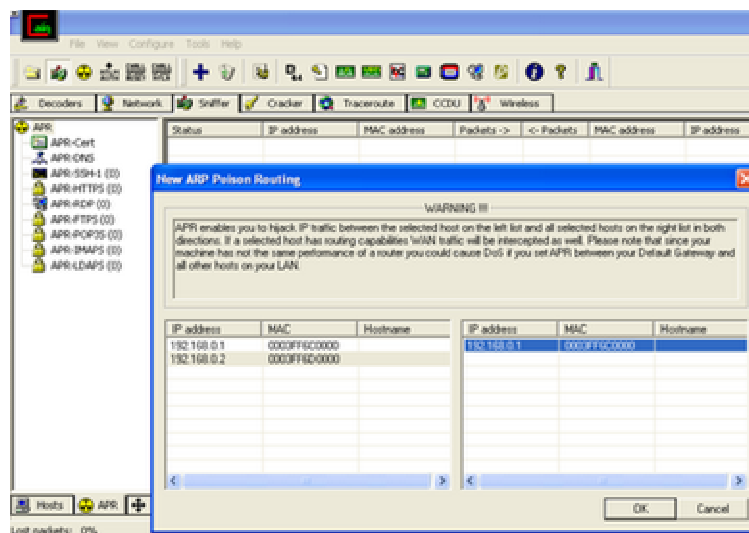 Cain
File View Configure Tools Help
Decoders Network Sniffer Cracker Traceroute CCDU Wireless
APR
APR-Cert
APR-DNS
APR-SSH-1 (0)
APR-HTTPS (0)
APR-RDP (0)
APR-FTPS (0)
APR-POP3S (0)
APR-IMAPS (0)
APR-LDAPS (0)
Status IP address MAC address Packets -> <- Packets MAC address IP address
New ARP Poison Routing
WARNING !!!
APR enables you to hijack IP traffic between the selected host on the left list and all selected hosts on the right list in both
directions. If a selected host has routing capabilities WAN traffic will be intercepted as well. Please note that since your
machine has not the same performance of a router you could cause DoS if you set APR between your Default Gateway and
all other hosts on your LAN.
IP address MAC Hostname IP address MAC Hostname
192.168.0.1 0003FF6C0000 192.168.0.1 0003FF6C0000
192.168.0.2 0003FF6D0000
Hosts APR
OK Cancel
Lost packets: 0%